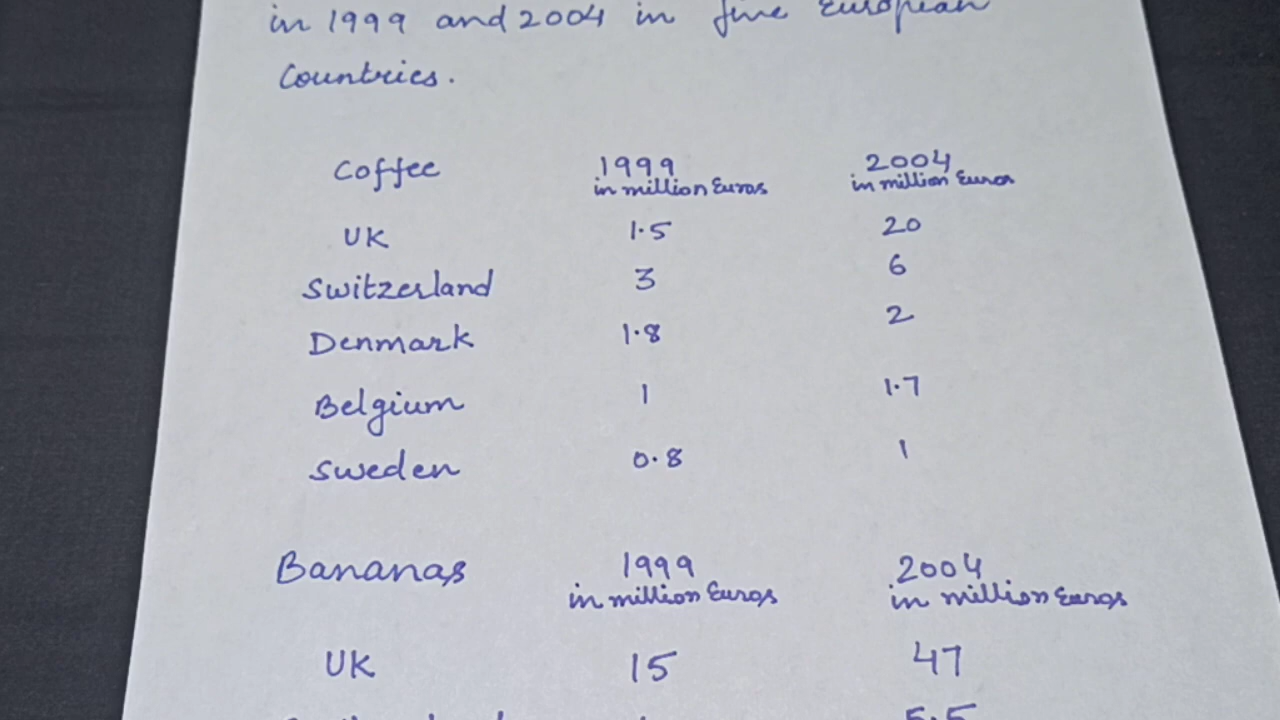 in 1999 and 2004 in five European
Countries.
Coffee 1999 2004
in million Euros in million Euros
UK 1.5 20
Switzerland 3 6
Denmark 1.8 2
Belgium 1 1.7
Sweden 0.8 1
Bananas 1999 2004
in million Euros in million Euros
UK 15 47
5.5